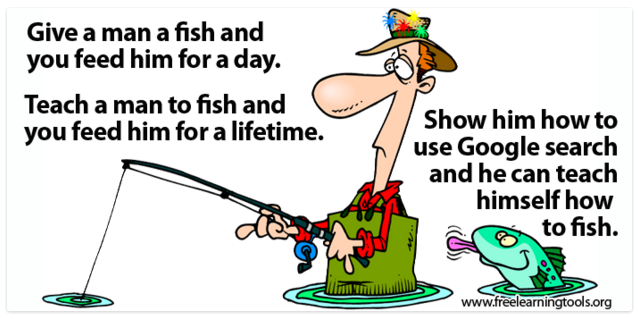 Give a man a fish and
you feed him for a day.
Teach a man to fish and
you feed him for a lifetime.
Show him how to
use Google search
and he can teach
himself how
to fish.
www.freelearningtools.org